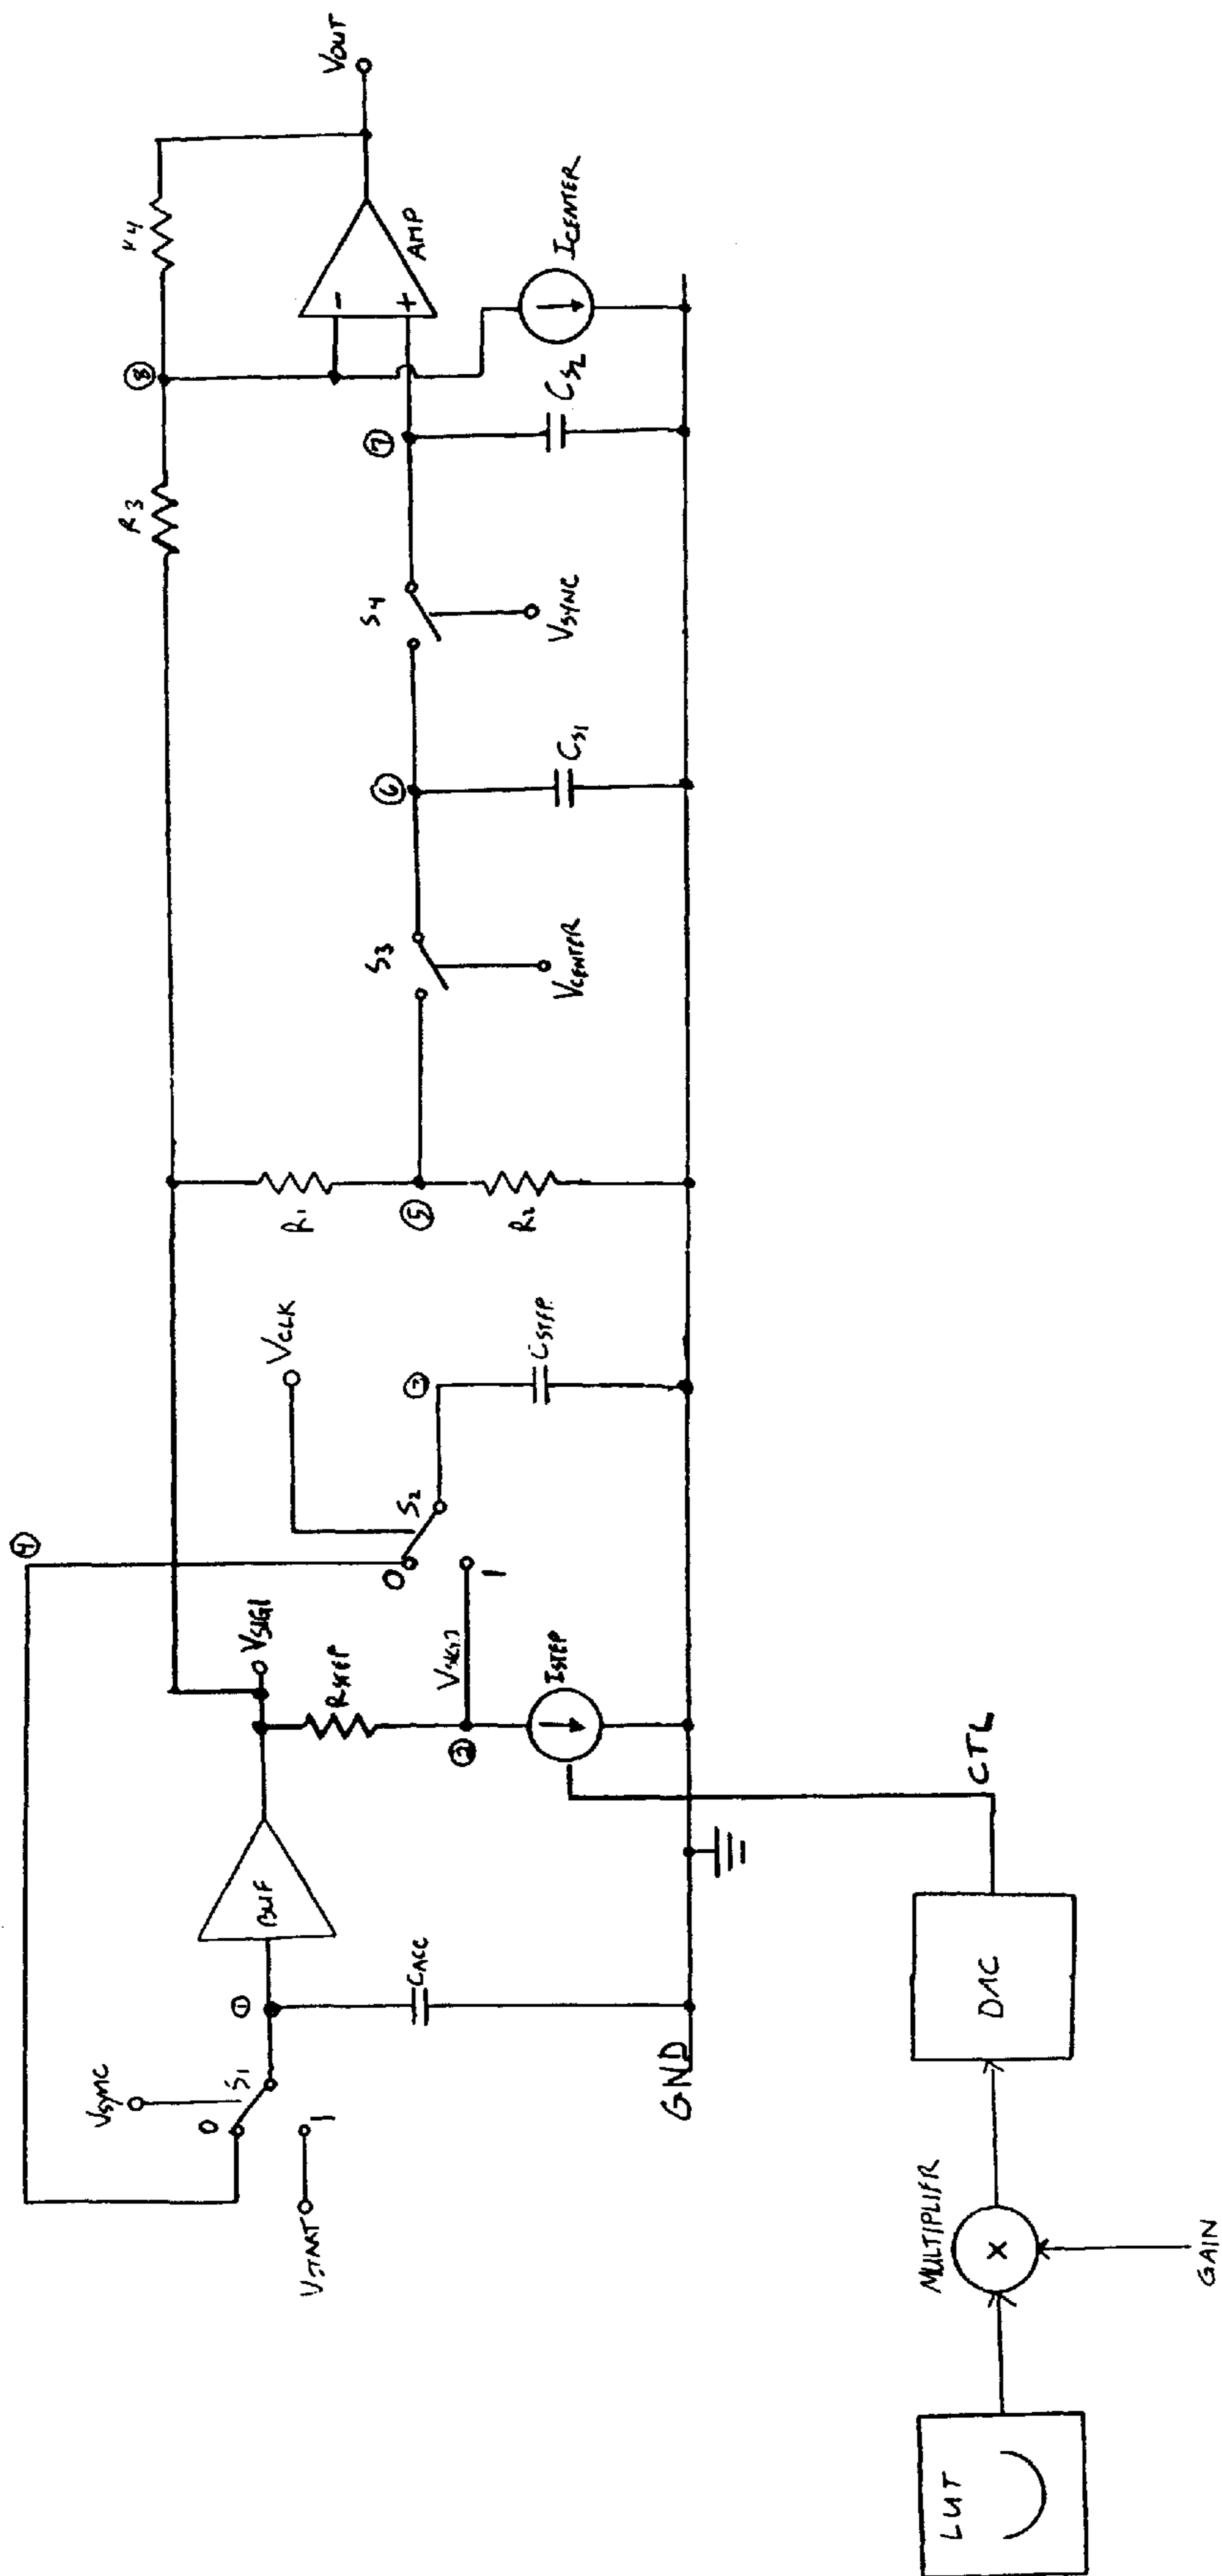 ④
VSYNC
S1
0
1
VSTART
①
BUF
CACC
VSIG1
RSTEP
②
ISTEP
0
S2
1
VCLK
③
CSTEP
R1
⑤
R2
S3
VCENTER
⑥
CS1
S4
VSYNC
⑦
CS2
R3
⑧
-
+
AMP
ICENTER
VOUT
GND
LUT
MULTIPLIER
X
GAIN
DAC
CTL